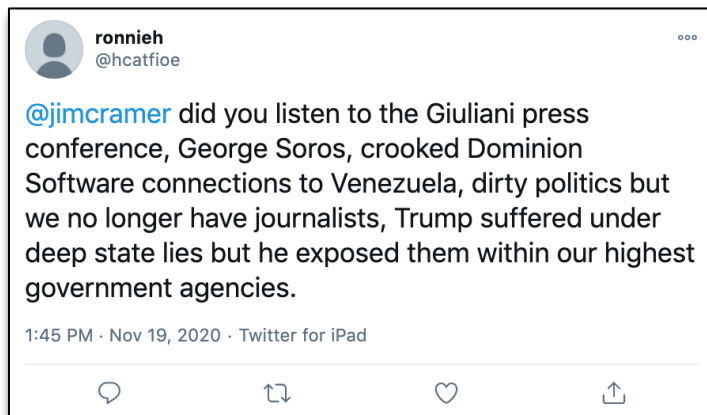 ronnieh
@hcatfioe
@jimcramer did you listen to the Giuliani press
conference, George Soros, crooked Dominion
Software connections to Venezuela, dirty politics but
we no longer have journalists, Trump suffered under
deep state lies but he exposed them within our highest
government agencies.
1:45 PM · Nov 19, 2020 · Twitter for iPad